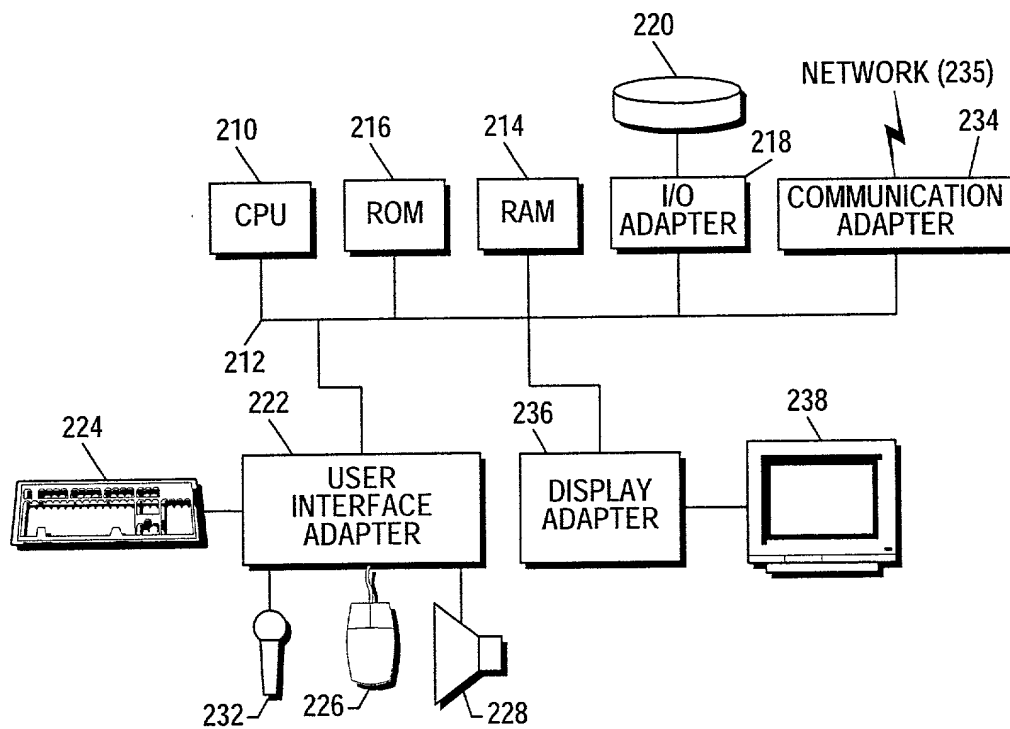 220
NETWORK (235)
210
216
214
218
234
CPU
ROM
RAM
I/O
ADAPTER
COMMUNICATION
ADAPTER
212
222
236
238
224
USER
INTERFACE
ADAPTER
DISPLAY
ADAPTER
232
226
228